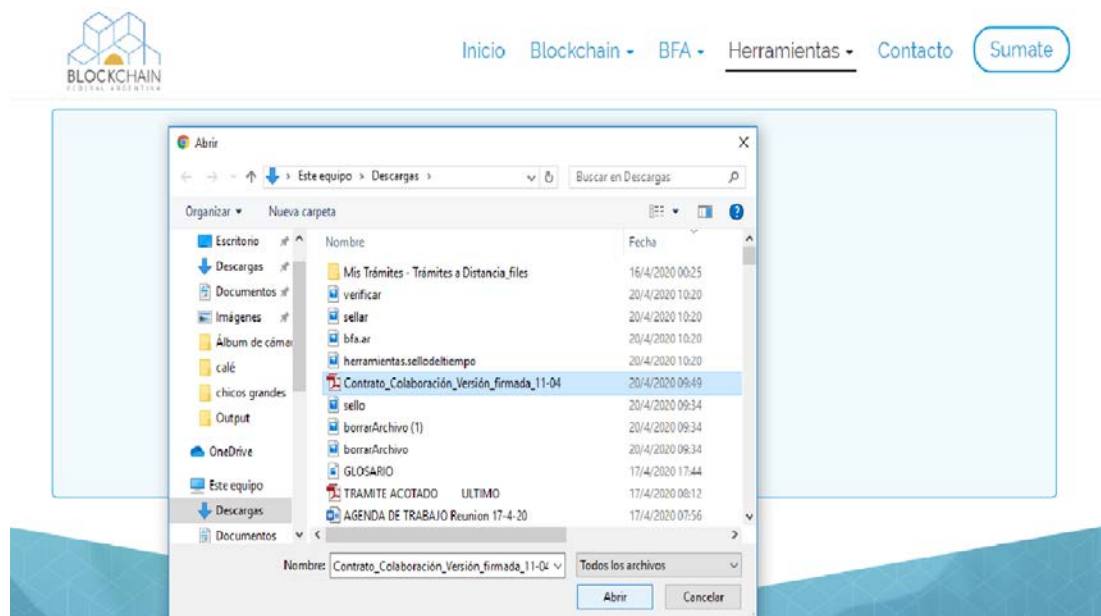 BLOCKCHAIN
FEDERAL ARGENTINA
Inicio Blockchain BFA Herramientas Contacto Sumate
Abrir X
Este equipo > Descargas > Buscar en Descargas
Organizar Nueva carpeta ?
Nombre Fecha
Escritorio
Descargas
Documentos
Imágenes
Álbum de cámar
calé
chicos grandes
Output
OneDrive
Este equipo
Descargas
Documentos
Mis Trámites - Trámites a Distancia_files 16/4/2020 00:25
verificar 20/4/2020 10:20
sellar 20/4/2020 10:20
bfa.ar 20/4/2020 10:20
herramientas.sellodeltiempo 20/4/2020 10:20
Contrato_Colaboración_Versión_firmada_11-04 20/4/2020 09:49
sello 20/4/2020 09:34
borrarArchivo (1) 20/4/2020 09:34
borrarArchivo 20/4/2020 09:34
GLOSARIO 17/4/2020 17:44
TRAMITE ACOTADO ULTIMO 17/4/2020 08:12
AGENDA DE TRABAJO Reunion 17-4-20 17/4/2020 07:56
Nombre: Contrato_Colaboración_Versión_firmada_11-04 Todos los archivos
Abrir Cancelar